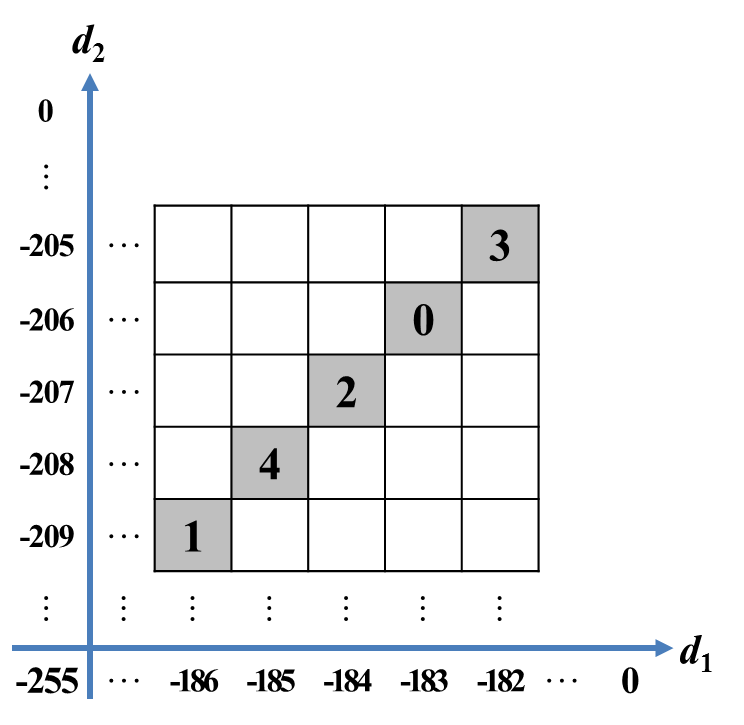 d2
0
⋮
-205 ⋯ 3
-206 ⋯ 0
-207 ⋯ 2
-208 ⋯ 4
-209 ⋯ 1
⋮ ⋮ ⋮ ⋮ ⋮ ⋮ ⋮
d1
-255 ⋯ -186 -185 -184 -183 -182 ⋯ 0